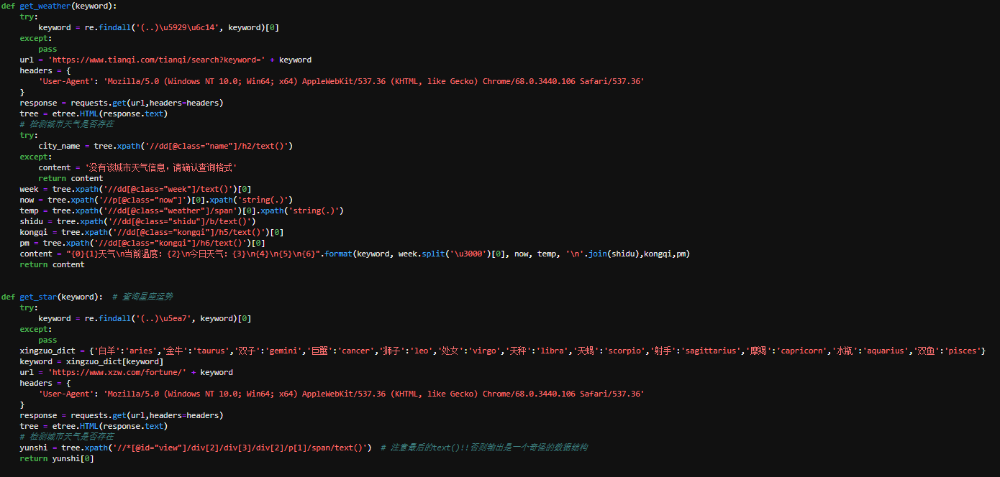 def get_weather(keyword):
    try:
        keyword = re.findall('(..)\u5929\u6c14', keyword)[0]
    except:
        pass
    url = 'https://www.tianqi.com/tianqi/search?keyword=' + keyword
    headers = {
        'User-Agent': 'Mozilla/5.0 (Windows NT 10.0; Win64; x64) AppleWebKit/537.36 (KHTML, like Gecko) Chrome/68.0.3440.106 Safari/537.36'
    }
    response = requests.get(url,headers=headers)
    tree = etree.HTML(response.text)
    # 检测城市天气是否存在
    try:
        city_name = tree.xpath('//dd[@class="name"]/h2/text()')
    except:
        content = '没有该城市天气信息，请确认查询格式'
        return content
    week = tree.xpath('//dd[@class="week"]/text()')[0]
    now = tree.xpath('//p[@class="now"]')[0].xpath('string(.)')
    temp = tree.xpath('//dd[@class="weather"]/span')[0].xpath('string(.)')
    shidu = tree.xpath('//dd[@class="shidu"]/b/text()')
    kongqi = tree.xpath('//dd[@class="kongqi"]/h5/text()')[0]
    pm = tree.xpath('//dd[@class="kongqi"]/h6/text()')[0]
    content = "{0}{1}天气\n当前温度：{2}\n今日天气：{3}\n{4}\n{5}\n{6}".format(keyword, week.split('\u3000')[0], now, temp, '\n'.join(shidu),kongqi,pm)
    return content
def get_star(keyword):  # 查询星座运势
    try:
        keyword = re.findall('(..)\u5ea7', keyword)[0]
    except:
        pass
    xingzuo_dict = {'白羊':'aries','金牛':'taurus','双子':'gemini','巨蟹':'cancer','狮子':'leo','处女':'virgo','天秤':'libra','天蝎':'scorpio','射手':'sagittarius','摩羯':'capricorn','水瓶':'aquarius','双鱼':'pisces'}
    keyword = xingzuo_dict[keyword]
    url = 'https://www.xzw.com/fortune/' + keyword
    headers = {
        'User-Agent': 'Mozilla/5.0 (Windows NT 10.0; Win64; x64) AppleWebKit/537.36 (KHTML, like Gecko) Chrome/68.0.3440.106 Safari/537.36'
    }
    response = requests.get(url,headers=headers)
    tree = etree.HTML(response.text)
    # 检测城市天气是否存在
    yunshi = tree.xpath('//*[@id="view"]/div[2]/div[3]/div[2]/p[1]/span/text()')  # 注意最后的text()!!否则输出是一个奇怪的数据结构
    return yunshi[0]